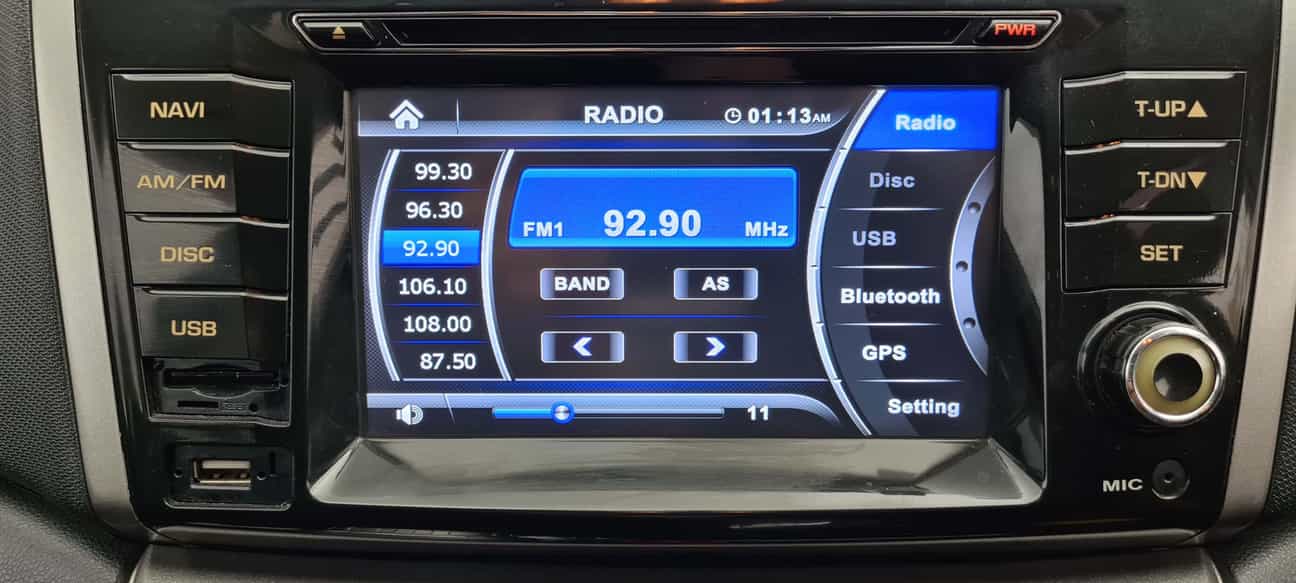 PWR
NAVI
AM/FM
DISC
USB
RADIO
01:13AM
99.30
96.30
92.90
106.10
108.00
87.50
FM1 92.90 MHz
BAND AS
11
Radio
Disc
USB
Bluetooth
GPS
Setting
T-UP▲
T-DN▼
SET
MIC